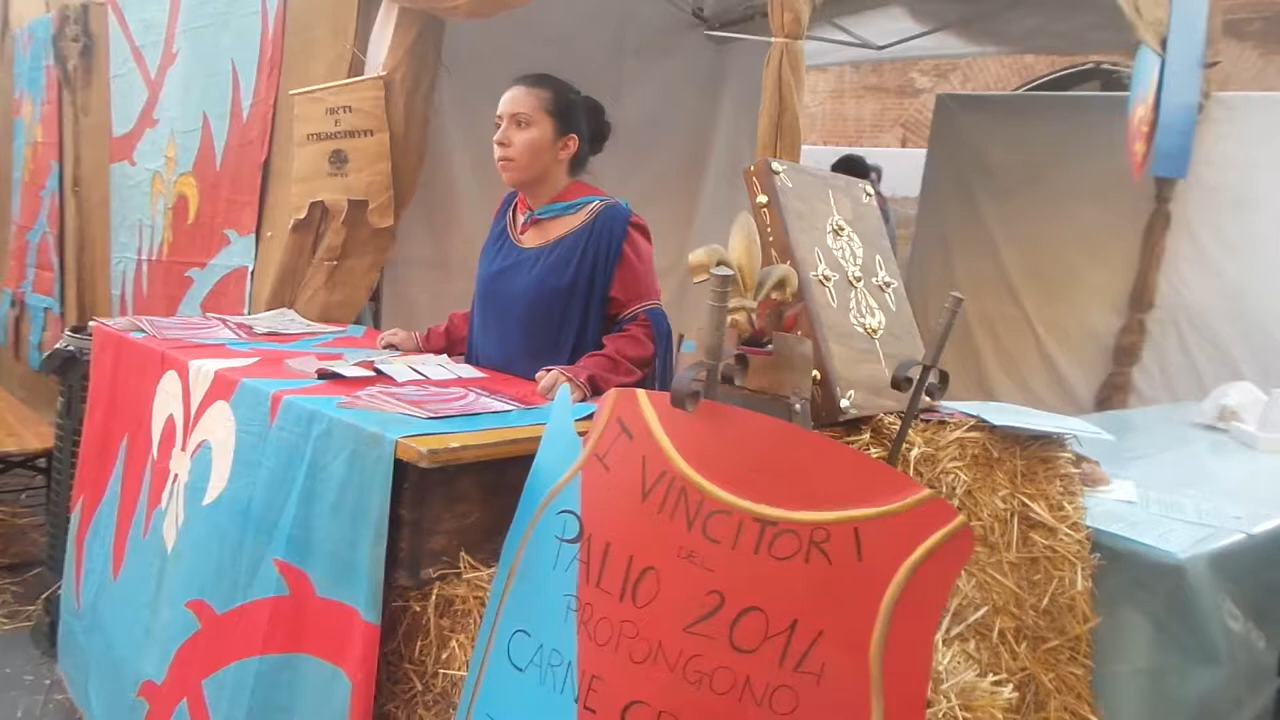 ARTI
E
MERCANTI
I VINCITORI
DEL
PALIO 2014
PROPONGONO
CARNE